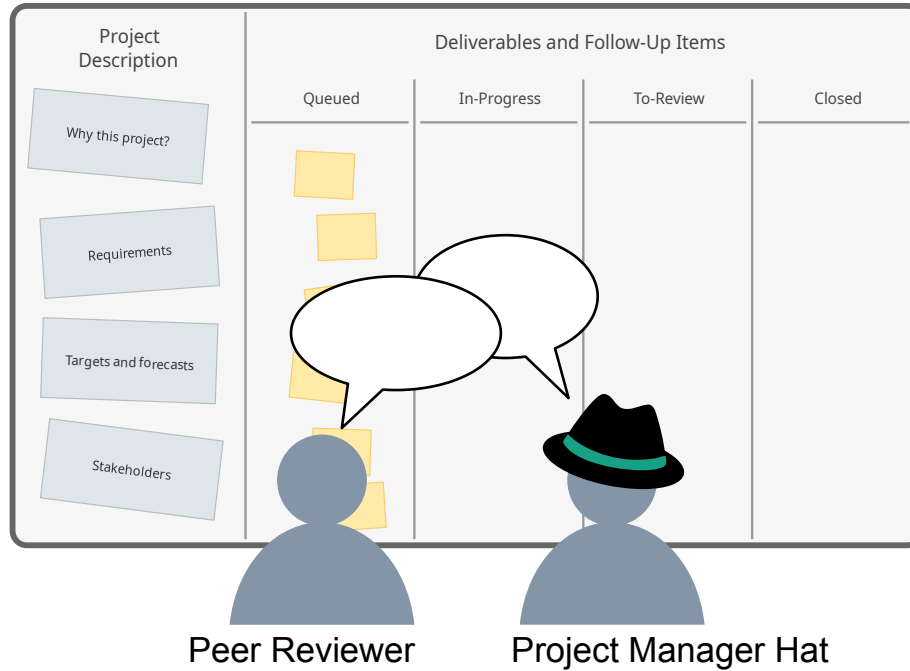 Project
Description
Deliverables and Follow-Up Items
Queued
In-Progress
To-Review
Closed
Why this project?
Requirements
Targets and forecasts
Stakeholders
Peer Reviewer
Project Manager Hat